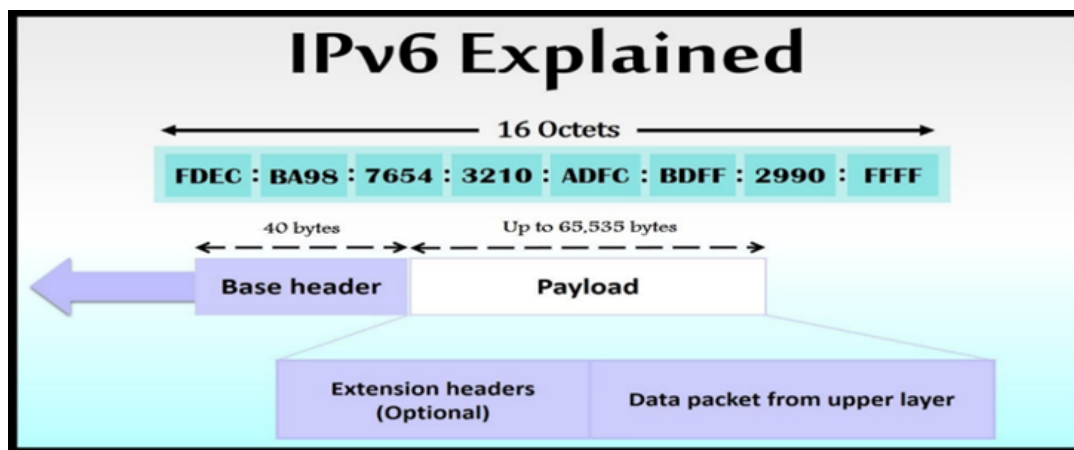 IPv6 Explained
16 Octets
FDEC : BA98 : 7654 : 3210 : ADFC : BDFF : 2990 : FFFF
40 bytes
Up to 65,535 bytes
Base header
Payload
Extension headers
(Optional)
Data packet from upper layer